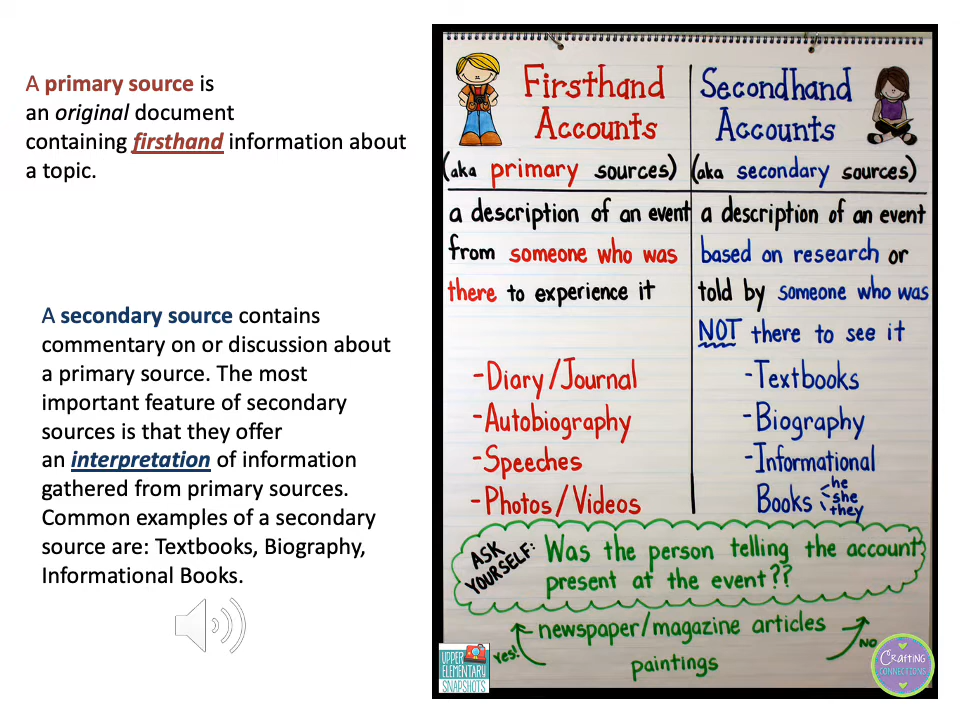 A primary source is
an original document
containing firsthand information about
a topic.
A secondary source contains
commentary on or discussion about
a primary source. The most
important feature of secondary
sources is that they offer
an interpretation of information
gathered from primary sources.
Common examples of a secondary
source are: Textbooks, Biography,
Informational Books.
Firsthand
Accounts
(aka primary sources)
a description of an event
from someone who was
there to experience it
-Diary/Journal
-Autobiography
-Speeches
-Photos/Videos
Secondhand
Accounts
(aka secondary sources)
a description of an event
based on research or
told by someone who was
NOT there to see it
-Textbooks
-Biography
-Informational
Books
he
she
they
ASK
YOURSELF:
Was the person telling the account
present at the event??
Yes!
newspaper/magazine articles
paintings
NO
UPPER
ELEMENTARY
SNAPSHOTS
CRAfTING
CONNECTIONS